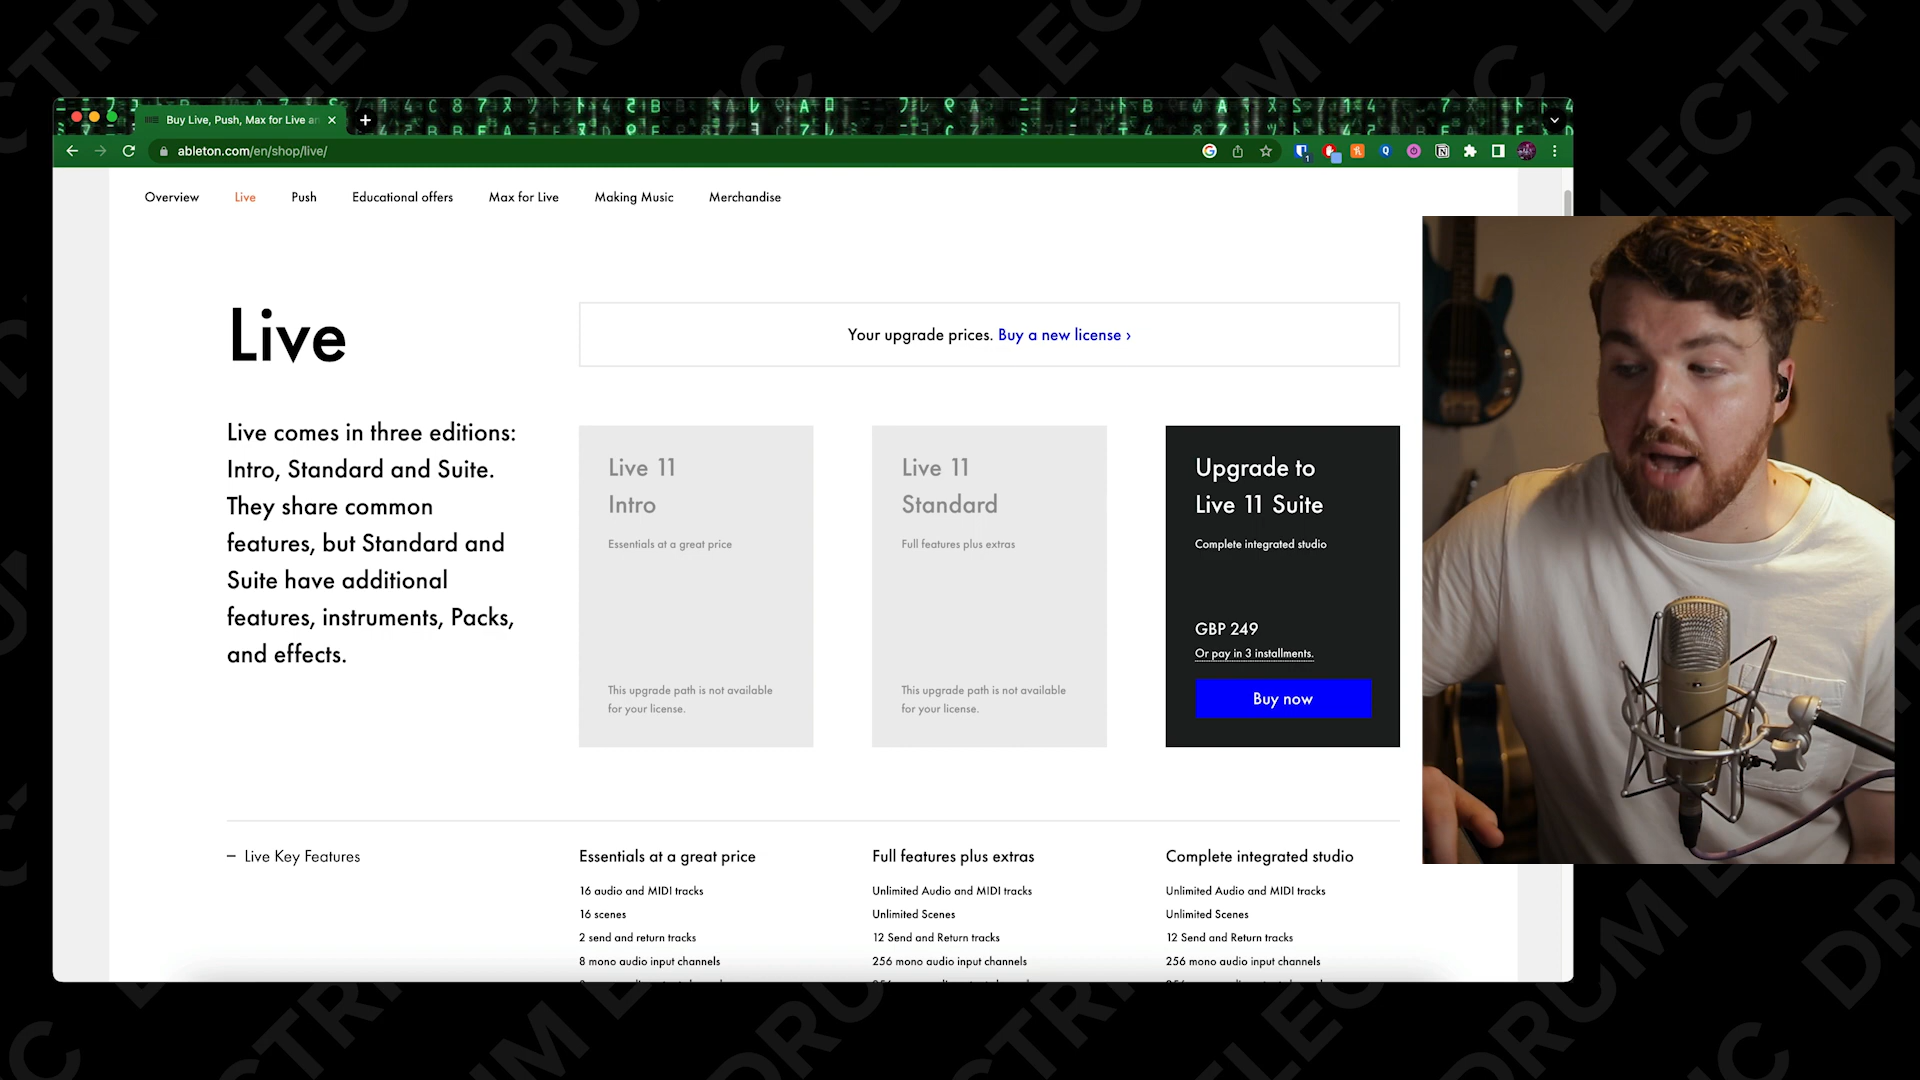 Buy Live, Push, Max for Live an
ableton.com/en/shop/live/
Overview Live Push Educational offers Max for Live Making Music Merchandise
Live
Your upgrade prices. Buy a new license ›
Live comes in three editions:
Intro, Standard and Suite.
They share common
features, but Standard and
Suite have additional
features, instruments, Packs,
and effects.
Live 11
Intro
Essentials at a great price
This upgrade path is not available
for your license.
Live 11
Standard
Full features plus extras
This upgrade path is not available
for your license.
Upgrade to
Live 11 Suite
Complete integrated studio
GBP 249
Or pay in 3 installments.
Buy now
– Live Key Features
Essentials at a great price
16 audio and MIDI tracks
16 scenes
2 send and return tracks
8 mono audio input channels
Full features plus extras
Unlimited Audio and MIDI tracks
Unlimited Scenes
12 Send and Return tracks
256 mono audio input channels
Complete integrated studio
Unlimited Audio and MIDI tracks
Unlimited Scenes
12 Send and Return tracks
256 mono audio input channels